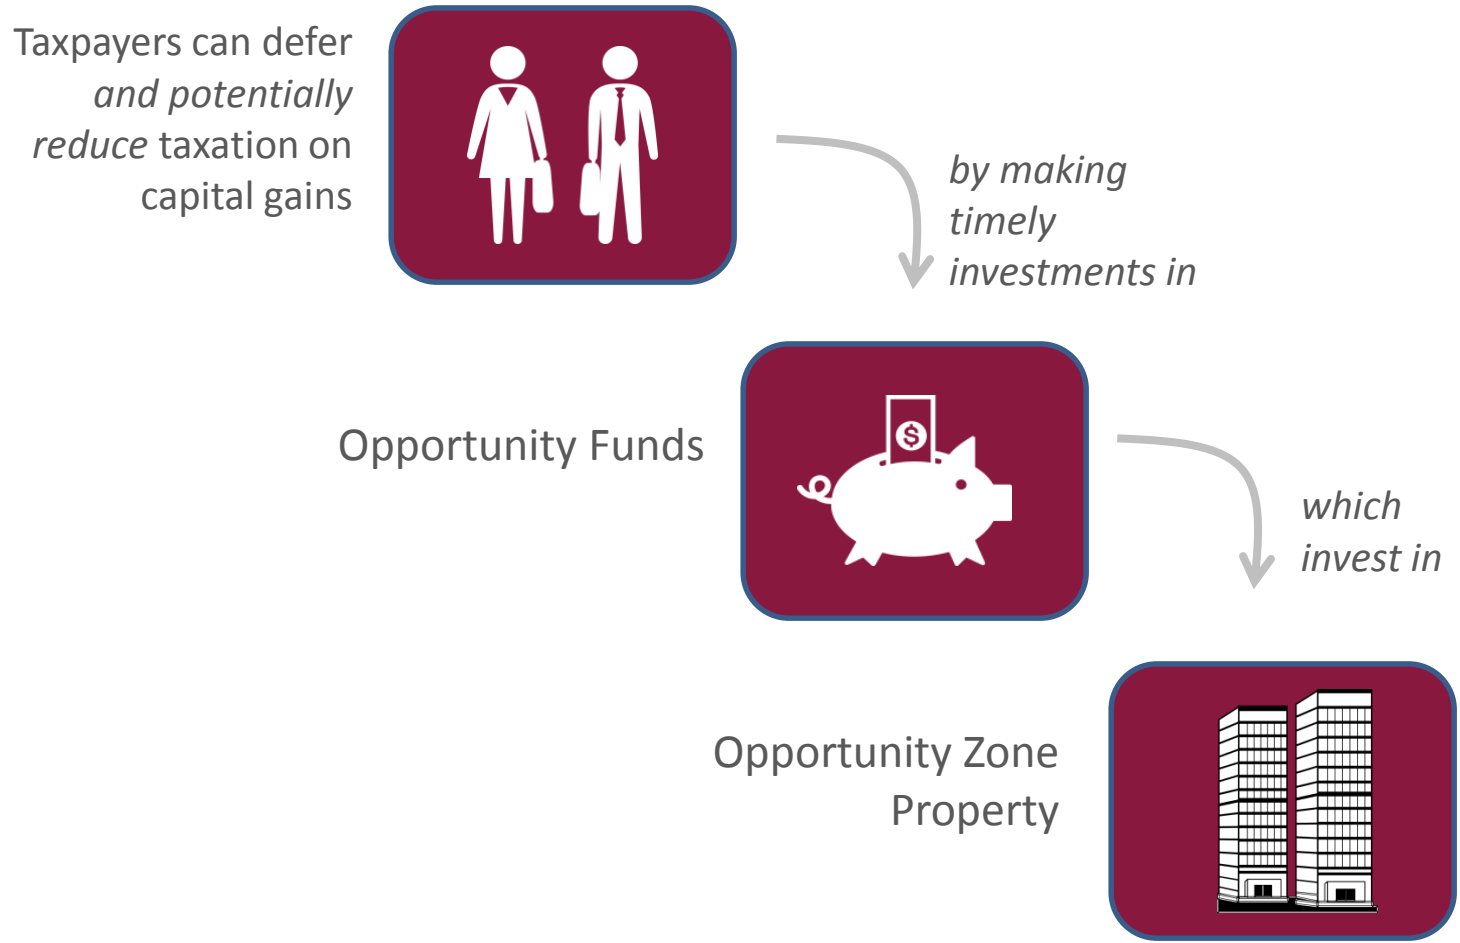 Taxpayers can defer
and potentially
reduce taxation on
capital gains
by making
timely
investments in
Opportunity Funds
$
which
invest in
Opportunity Zone
Property